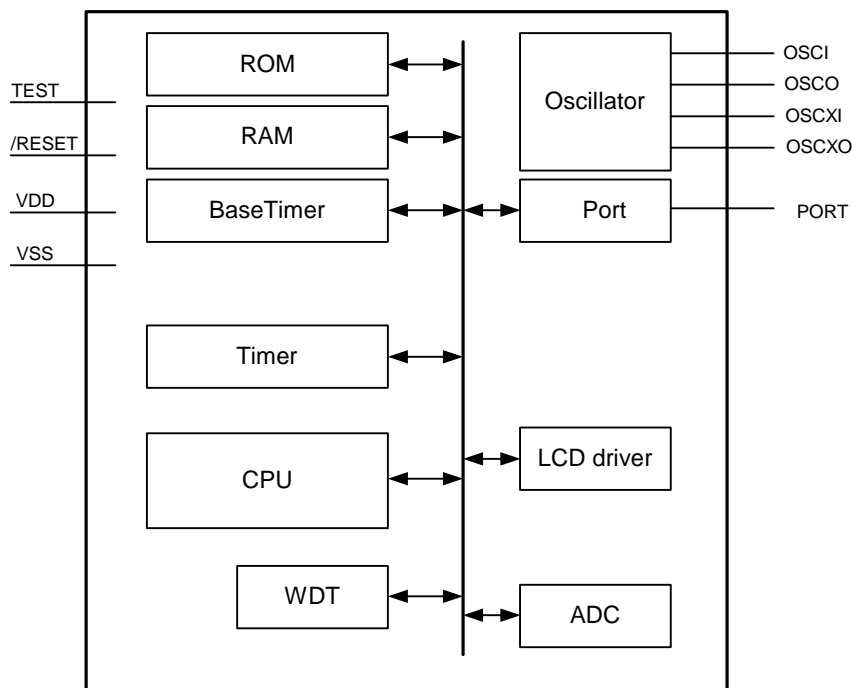 TEST
/RESET
VDD
VSS
ROM
RAM
BaseTimer
Timer
CPU
WDT
Oscillator
Port
LCD driver
ADC
OSCI
OSCO
OSCXI
OSCXO
PORT